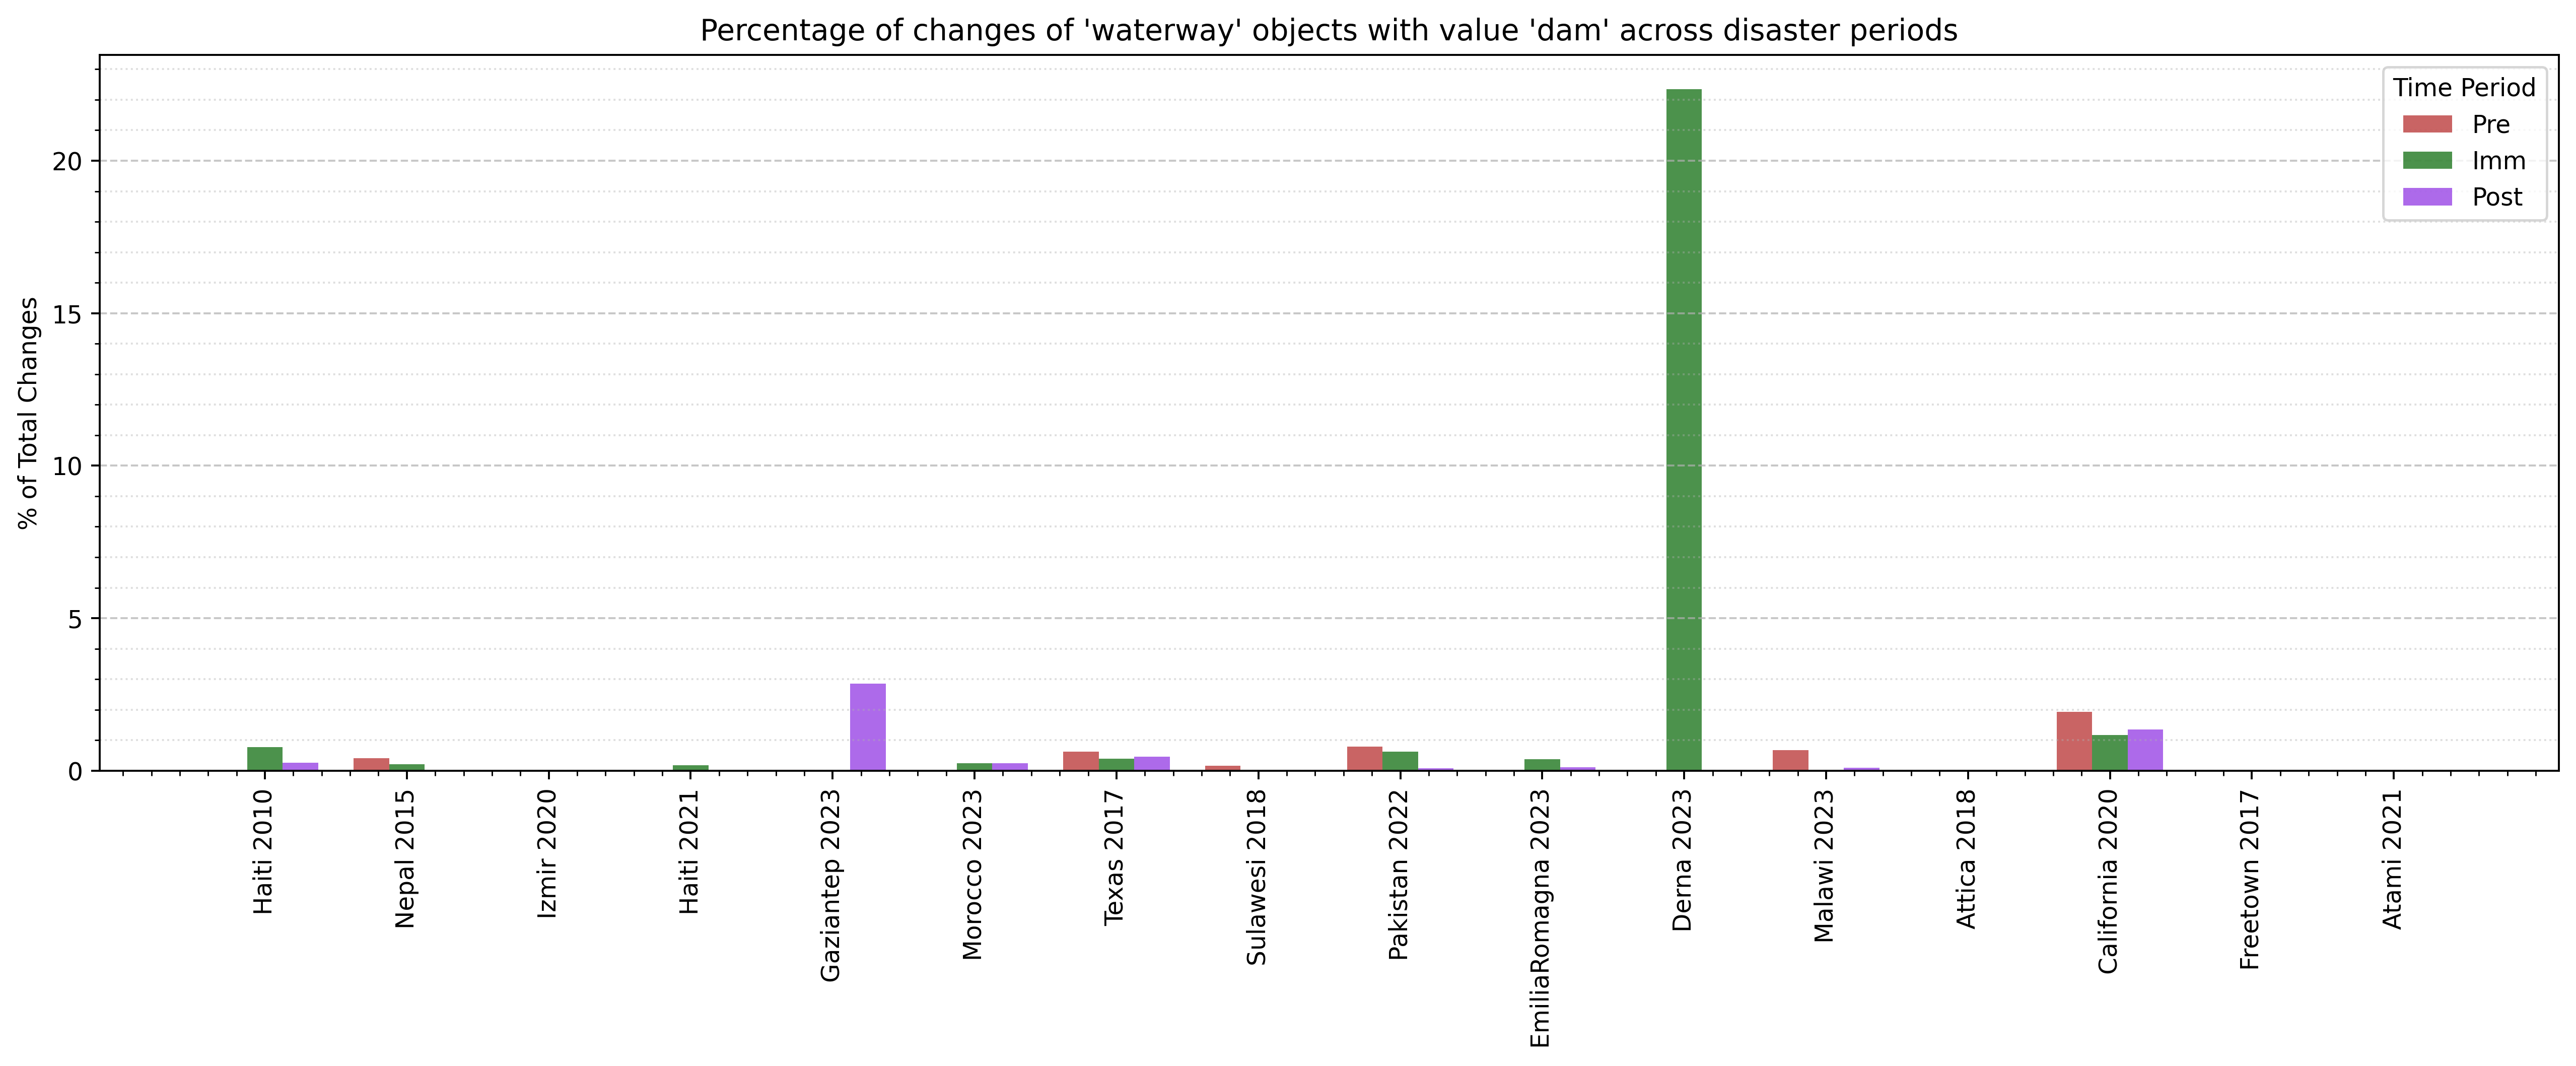 Percentage of changes of 'waterway' objects with value 'dam' across disaster periods
% of Total Changes
20
15
10
5
0
Time Period
Pre
Imm
Post
Haiti 2010
Nepal 2015
Izmir 2020
Haiti 2021
Gaziantep 2023
Morocco 2023
Texas 2017
Sulawesi 2018
Pakistan 2022
EmiliaRomagna 2023
Derna 2023
Malawi 2023
Attica 2018
California 2020
Freetown 2017
Atami 2021